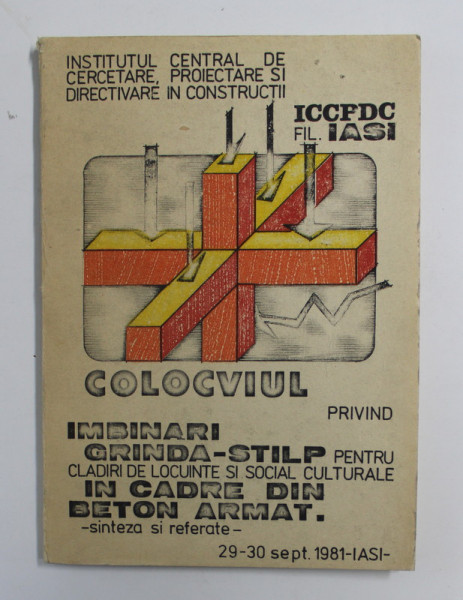 INSTITUTUL CENTRAL DE
CERCETARE, PROIECTARE SI
DIRECTIVARE IN CONSTRUCTII
ICCPDC
FIL. IASI
COLOCVIUL
PRIVIND
IMBINARI
GRINDA-STILP PENTRU
CLADIRI DE LOCUINTE SI SOCIAL CULTURALE
IN CADRE DIN
BETON ARMAT.
-sinteza si referate-
29-30 sept. 1981-IASI-